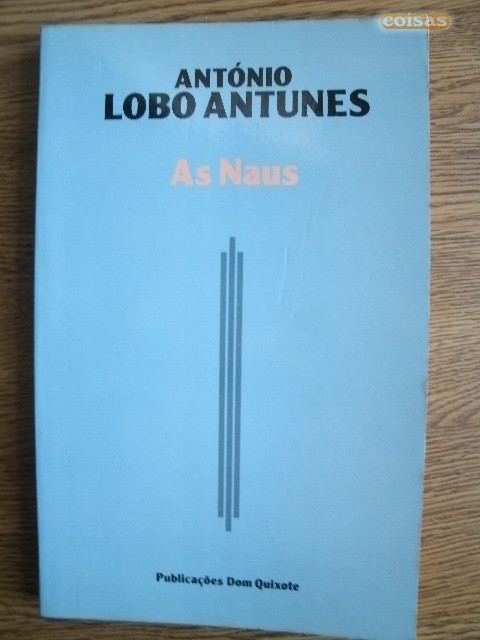 coisas
ANTÓNIO
LOBO ANTUNES
As Naus
Publicações Dom Quixote